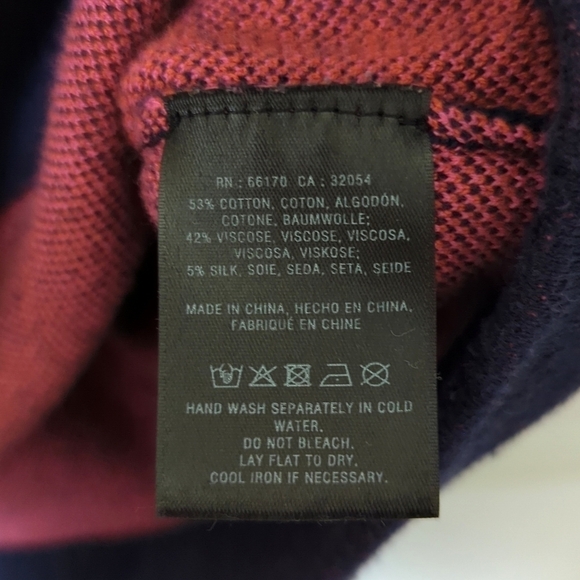 RN : 66170 CA : 32054
53% COTTON, COTON, ALGODÓN,
COTONE, BAUMWOLLE;
42% VISCOSE, VISCOSE, VISCOSA,
VISCOSA, VISKOSE;
5% SILK, SOIE, SEDA, SETA, SEIDE
MADE IN CHINA, HECHO EN CHINA,
FABRIQUÉ EN CHINE
HAND WASH SEPARATELY IN COLD
WATER.
DO NOT BLEACH.
LAY FLAT TO DRY.
COOL IRON IF NECESSARY.